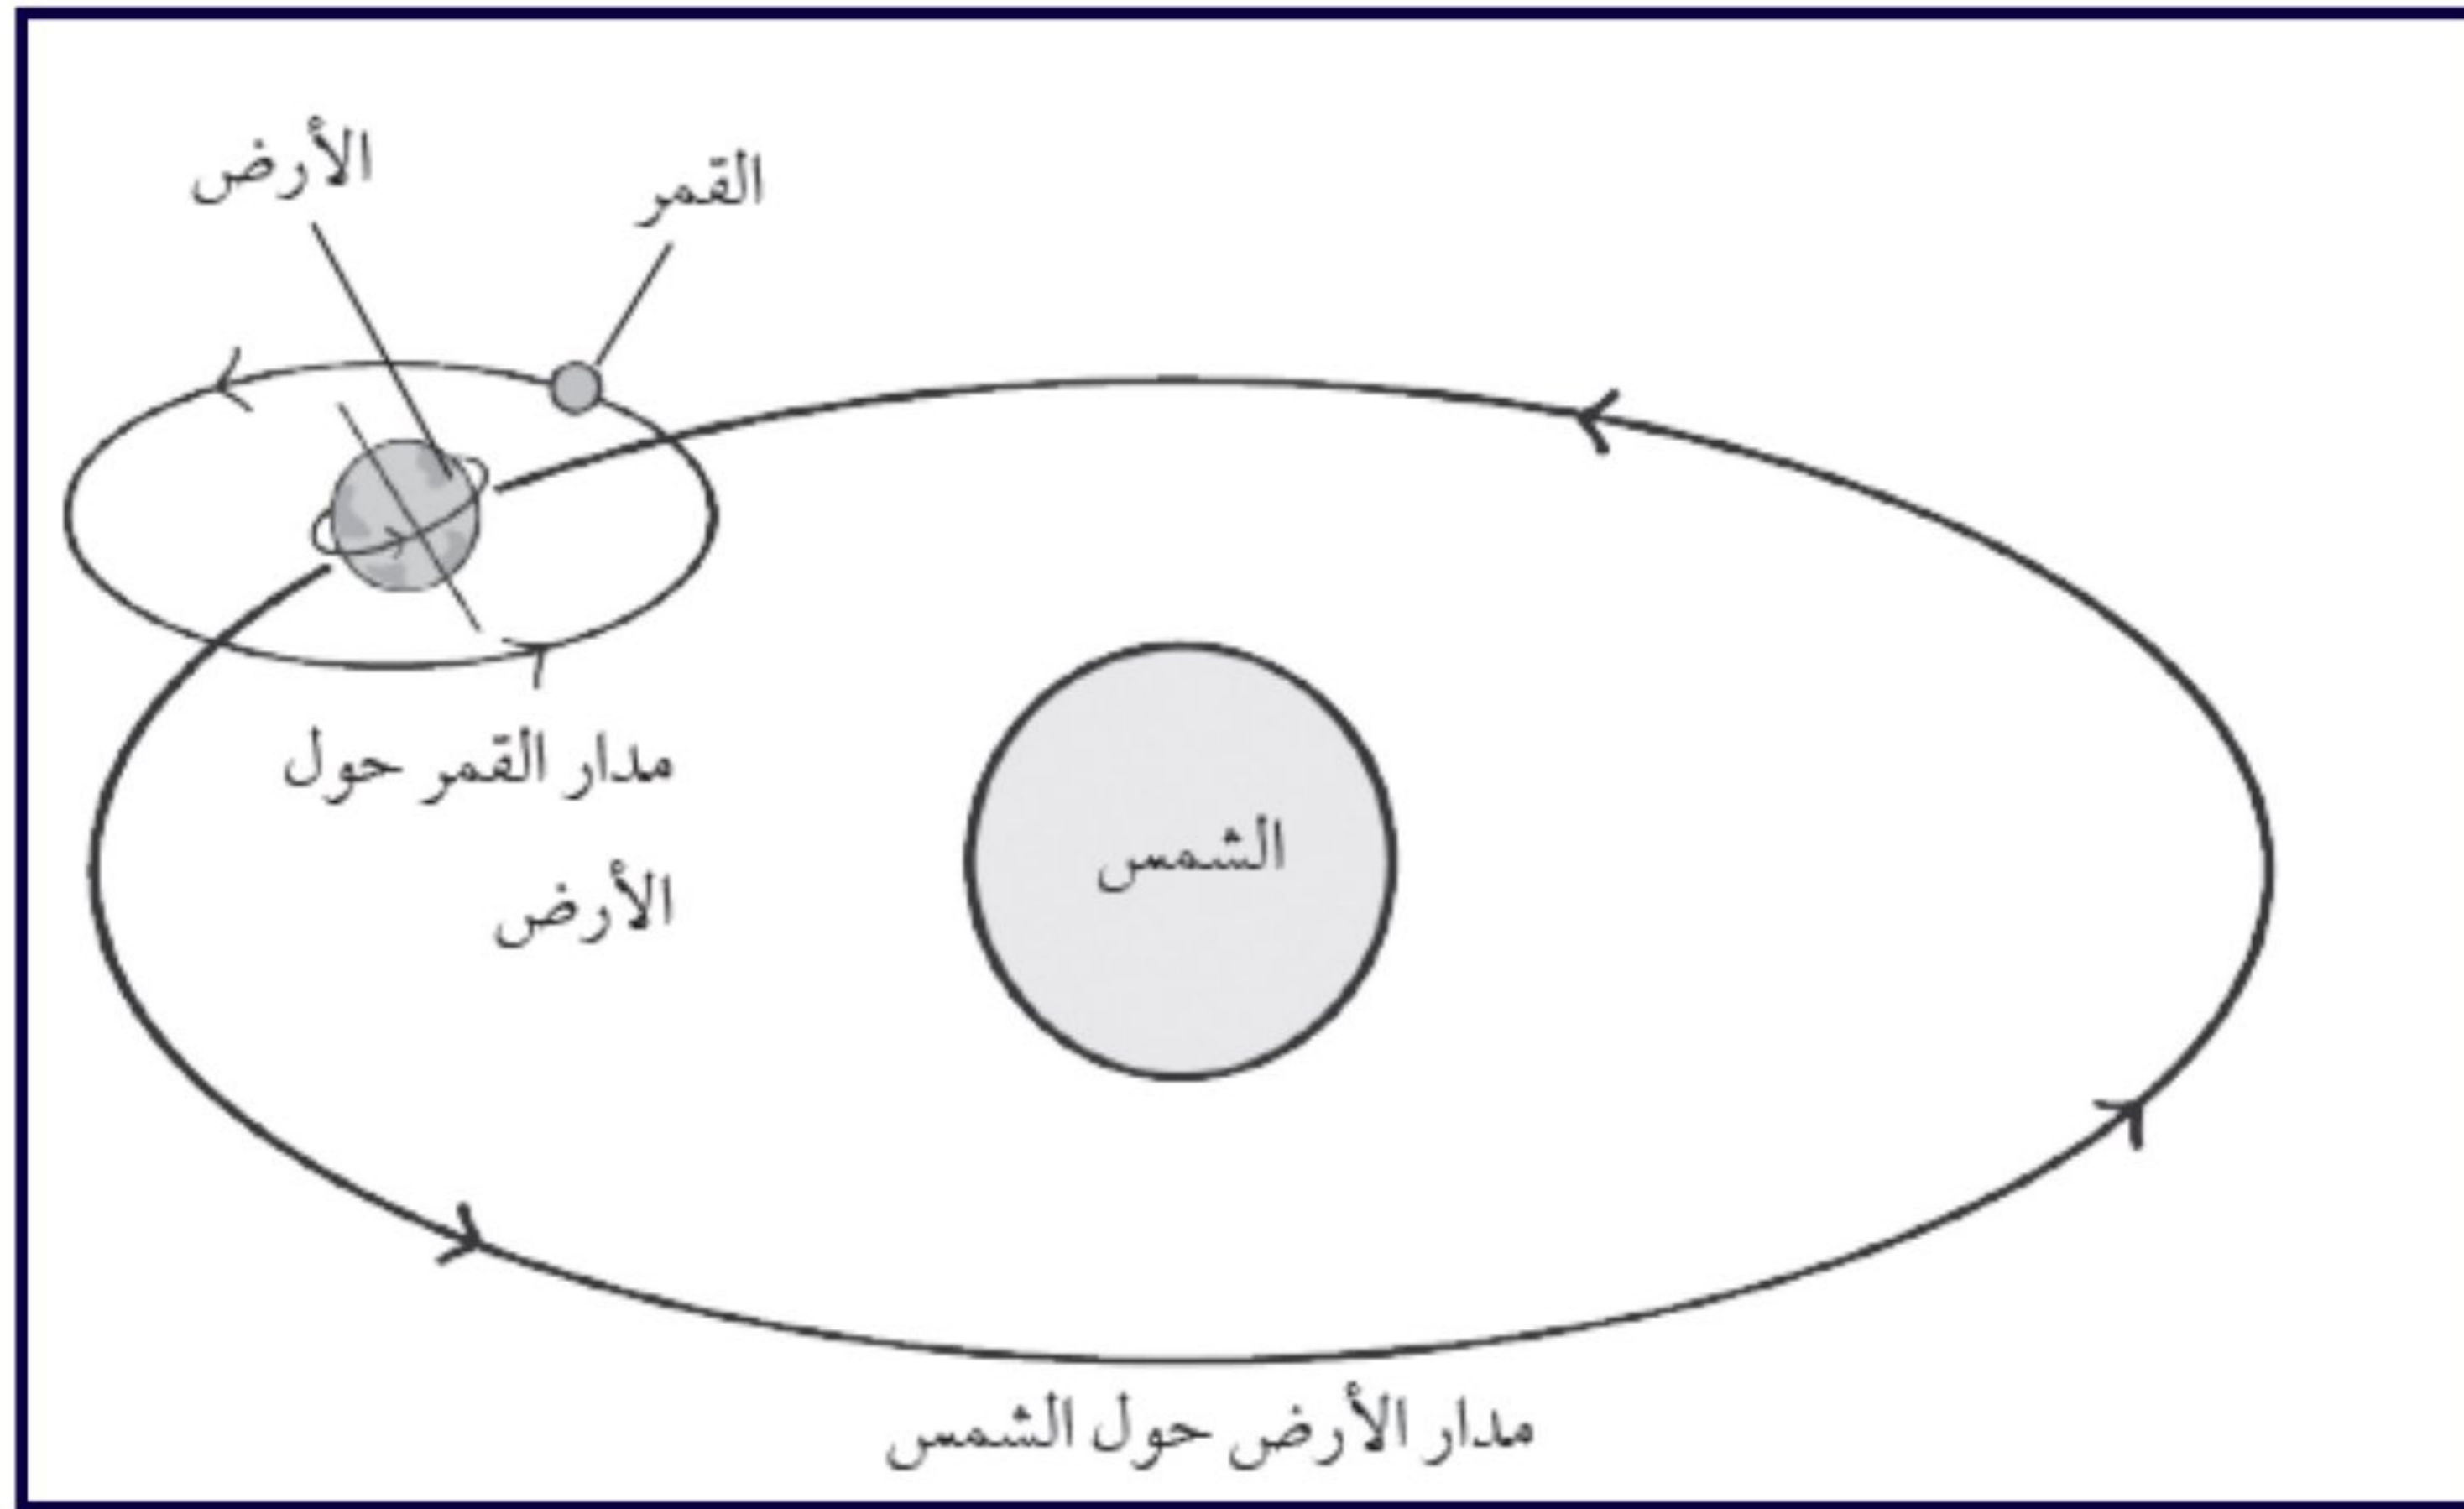 الأرض
القمر
مدار القمر حول
الأرض
الشمس
مدار الأرض حول الشمس